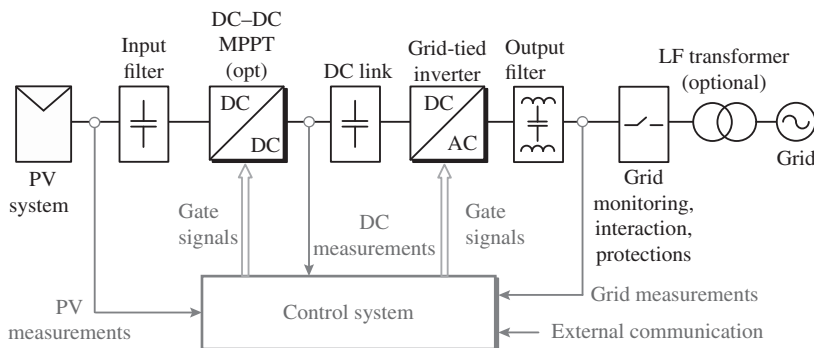 DC–DC
MPPT
(opt)
Input
filter
DC link
Grid-tied
inverter
Output
filter
LF transformer
(optional)
DC
DC
DC
AC
PV
system
Grid
Grid
monitoring,
interaction,
protections
Gate
signals
DC
measurements
Gate
signals
PV
measurements
Control system
Grid measurements
External communication